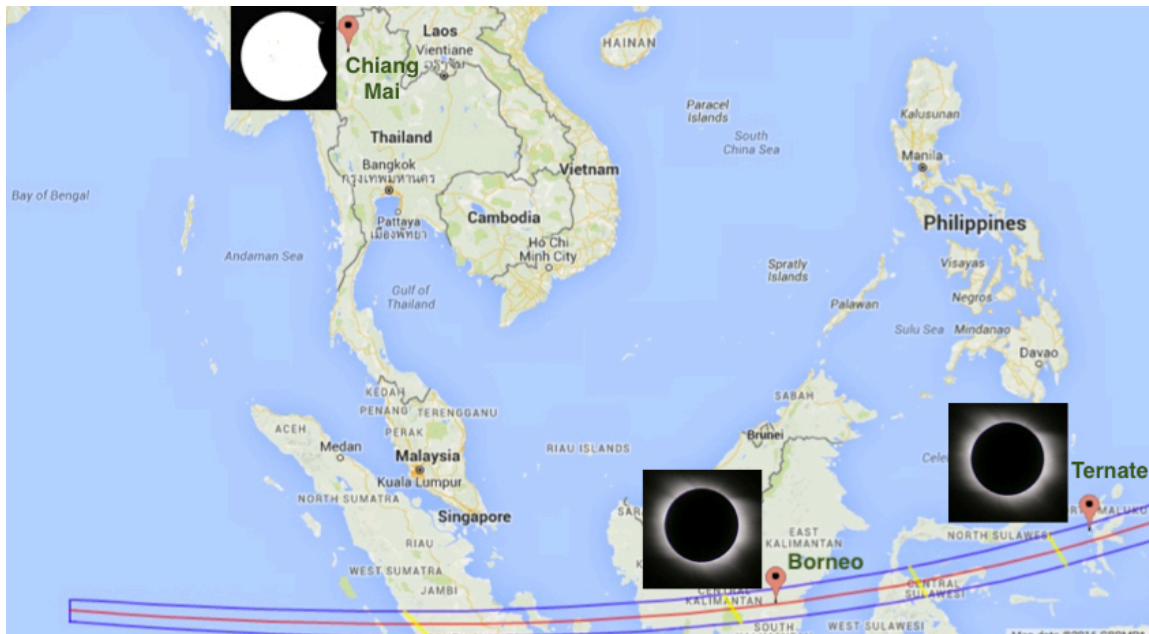 Laos
HAINAN
Vientiane
Chiang
Mai
Paracel
Islands
Kalusunan
Thailand
South
China Sea
Manila
Bangkok
กรุงเทพมหานคร
Vietnam
Bay of Bengal
Pattaya
เมืองพัทยา
Cambodia
Philippines
Ho Chi
Minh City
Andaman Sea
Spratly
Islands
Visayas
Gulf of
Thailand
Palawan
Negros
Sulu Sea
Mindanao
Davao
KEDAH
PENANG
TERENGGANU
SABAH
ACEH
PERAK
Medan
RIAU ISLANDS
Brunei
Malaysia
Kuala Lumpur
Ternate
NORTH SUMATRA
Singapore
EAST
KALIMANTAN
NORTH SULAWES
RIAU
Borneo
WEST SUMATRA
CENTRAL
SULAWESI
JAMBI
CENTRAL
KALIMANTAN
SOUTH
WEST SULAWESI